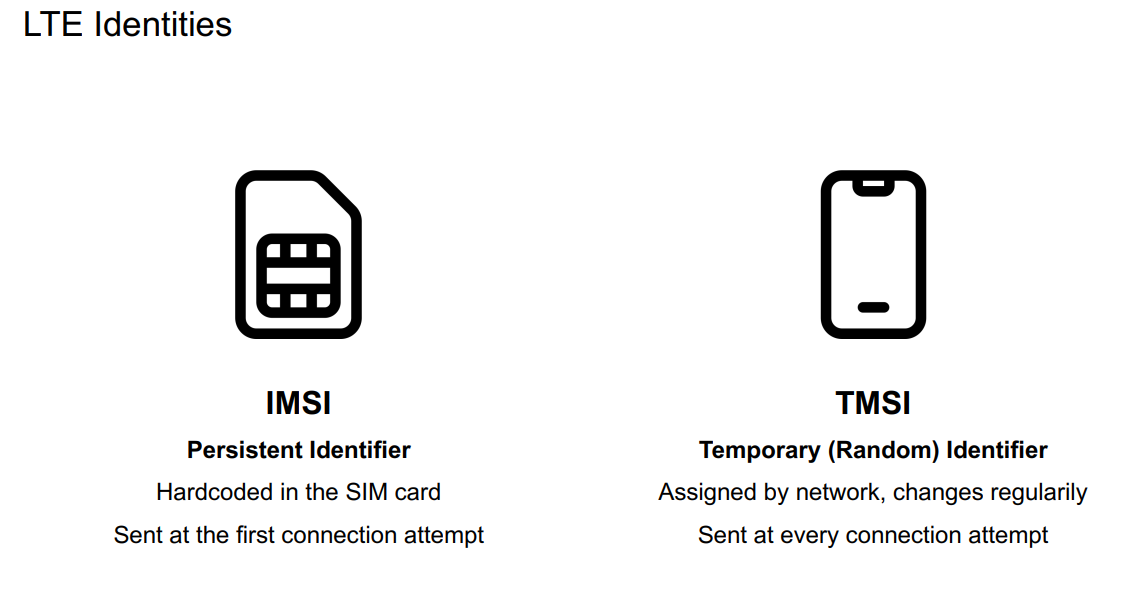 LTE Identities
IMSI
Persistent Identifier
Hardcoded in the SIM card
Sent at the first connection attempt
TMSI
Temporary (Random) Identifier
Assigned by network, changes regularily
Sent at every connection attempt